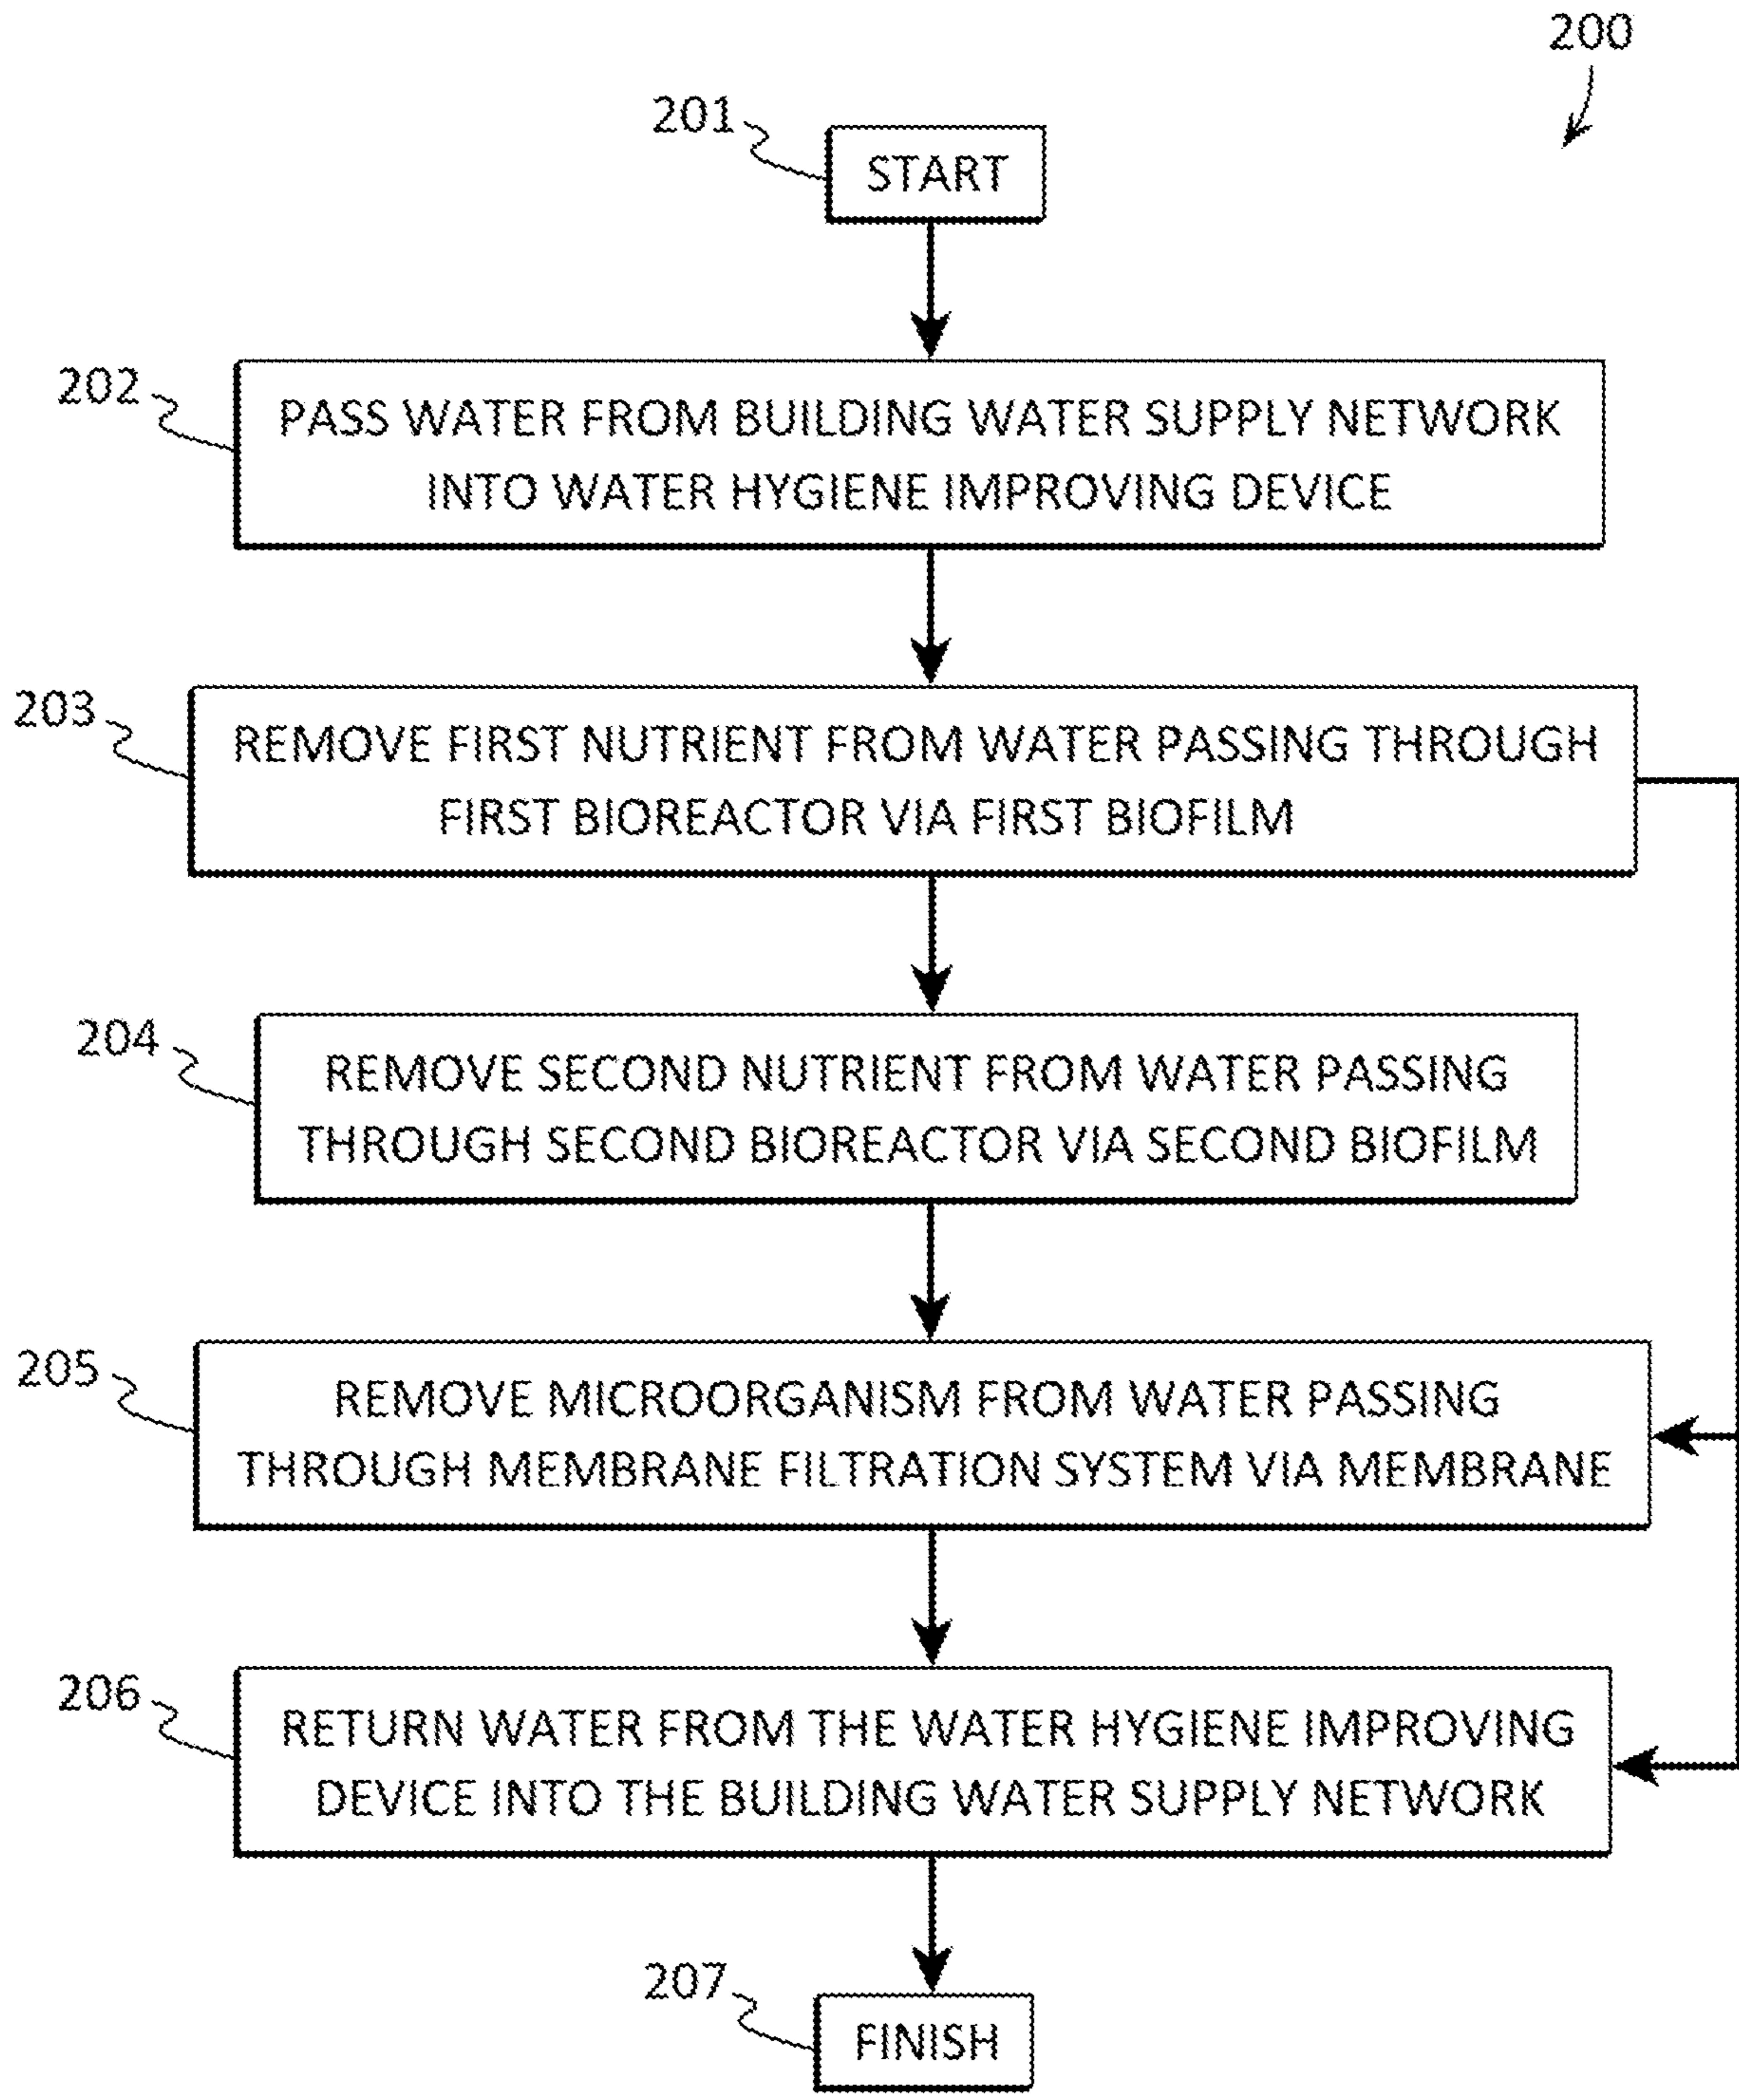 200
201
START
202
PASS WATER FROM BUILDING WATER SUPPLY NETWORK
INTO WATER HYGIENE IMPROVING DEVICE
203
REMOVE FIRST NUTRIENT FROM WATER PASSING THROUGH
FIRST BIOREACTOR VIA FIRST BIOFILM
204
REMOVE SECOND NUTRIENT FROM WATER PASSING
THROUGH SECOND BIOREACTOR VIA SECOND BIOFILM
205
REMOVE MICROORGANISM FROM WATER PASSING
THROUGH MEMBRANE FILTRATION SYSTEM VIA MEMBRANE
206
RETURN WATER FROM THE WATER HYGIENE IMPROVING
DEVICE INTO THE BUILDING WATER SUPPLY NETWORK
207
FINISH